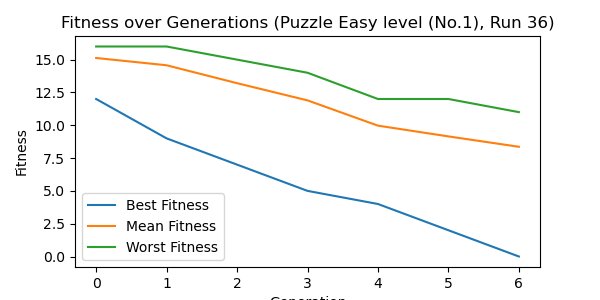 Fitness over Generations (Puzzle Easy level (No.1), Run 36)
Fitness
15.0
12.5
10.0
7.5
5.0
2.5
0.0
Best Fitness
Mean Fitness
Worst Fitness
0 1 2 3 4 5 6
Generation